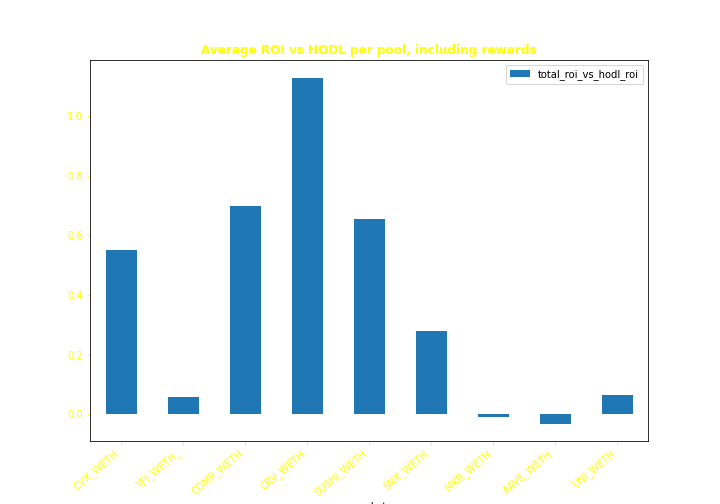 Average ROI vs HODL per pool, including rewards
total_roi_vs_hodl_roi
1.0
0.8
0.6
0.4
0.2
0.0
CVX_WETH
YFI_WETH_
COMP_WETH
CRV_WETH
SUSHI_WETH
SNX_WETH
MKR_WETH
AAVE_WETH
UNI_WETH